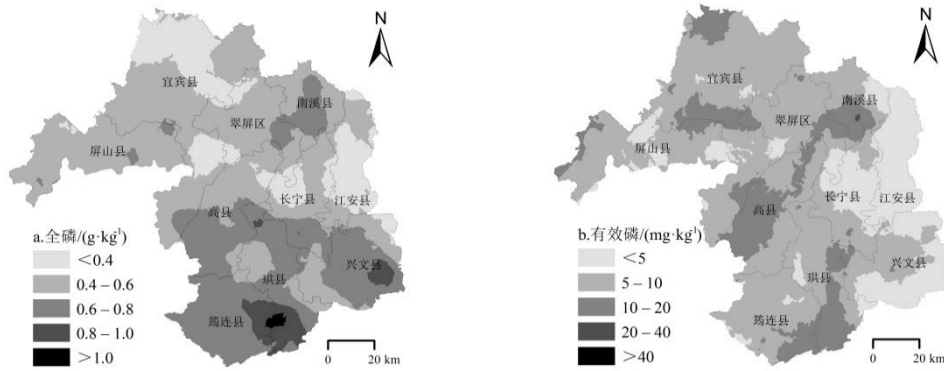 N
宜宾县
南溪县
翠屏区
屏山县
长宁县
江安县
高县
兴文县
珙县
筠连县
a.全磷/(g·kg¹)
<0.4
0.4–0.6
0.6–0.8
0.8–1.0
>1.0
0 20 km
N
宜宾县
南溪县
翠屏区
屏山县
长宁县
江安县
高县
兴文县
珙县
筠连县
b.有效磷/(mg·kg¹)
<5
5–10
10–20
20–40
>40
0 20 km